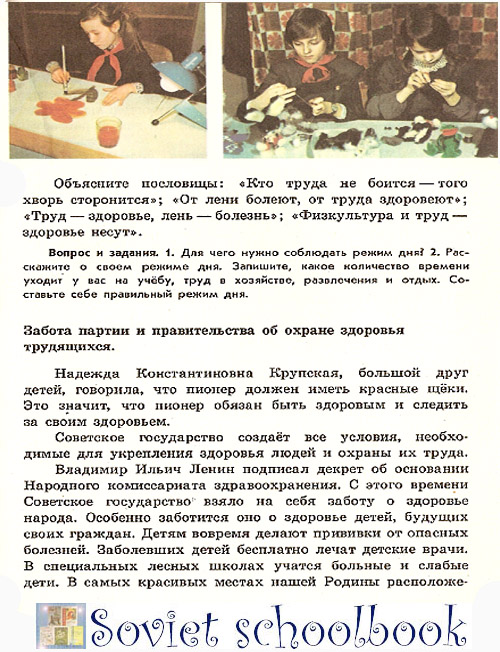 Объясните пословицы: «Кто труда не боится — того
хворь сторонится»; «От лени болеют, от труда здоровеют»;
«Труд — здоровье, лень — болезнь»; «Физкультура и труд —
здоровье несут».
Вопрос и задания. 1. Для чего нужно соблюдать режим дня? 2. Рас-
скажите о своем режиме дня. Запишите, какое количество времени
уходит у вас на учёбу, труд в хозяйстве, развлечения и отдых. Со-
ставьте себе правильный режим дня.
Забота партии и правительства об охране здоровья
трудящихся.
Надежда Константиновна Крупская, большой друг
детей, говорила, что пионер должен иметь красные щёки.
Это значит, что пионер обязан быть здоровым и следить
за своим здоровьем.
Советское государство создаёт все условия, необхо-
димые для укрепления здоровья людей и охраны их труда.
Владимир Ильич Ленин подписал декрет об основании
Народного комиссариата здравоохранения. С этого времени
Советское государство взяло на себя заботу о здоровье
народа. Особенно заботится оно о здоровье детей, будущих
своих граждан. Детям вовремя делают прививки от опасных
болезней. Заболевших детей бесплатно лечат детские врачи.
В специальных лесных школах учатся больные и слабые
дети. В самых красивых местах нашей Родины расположе-
Soviet schoolbook